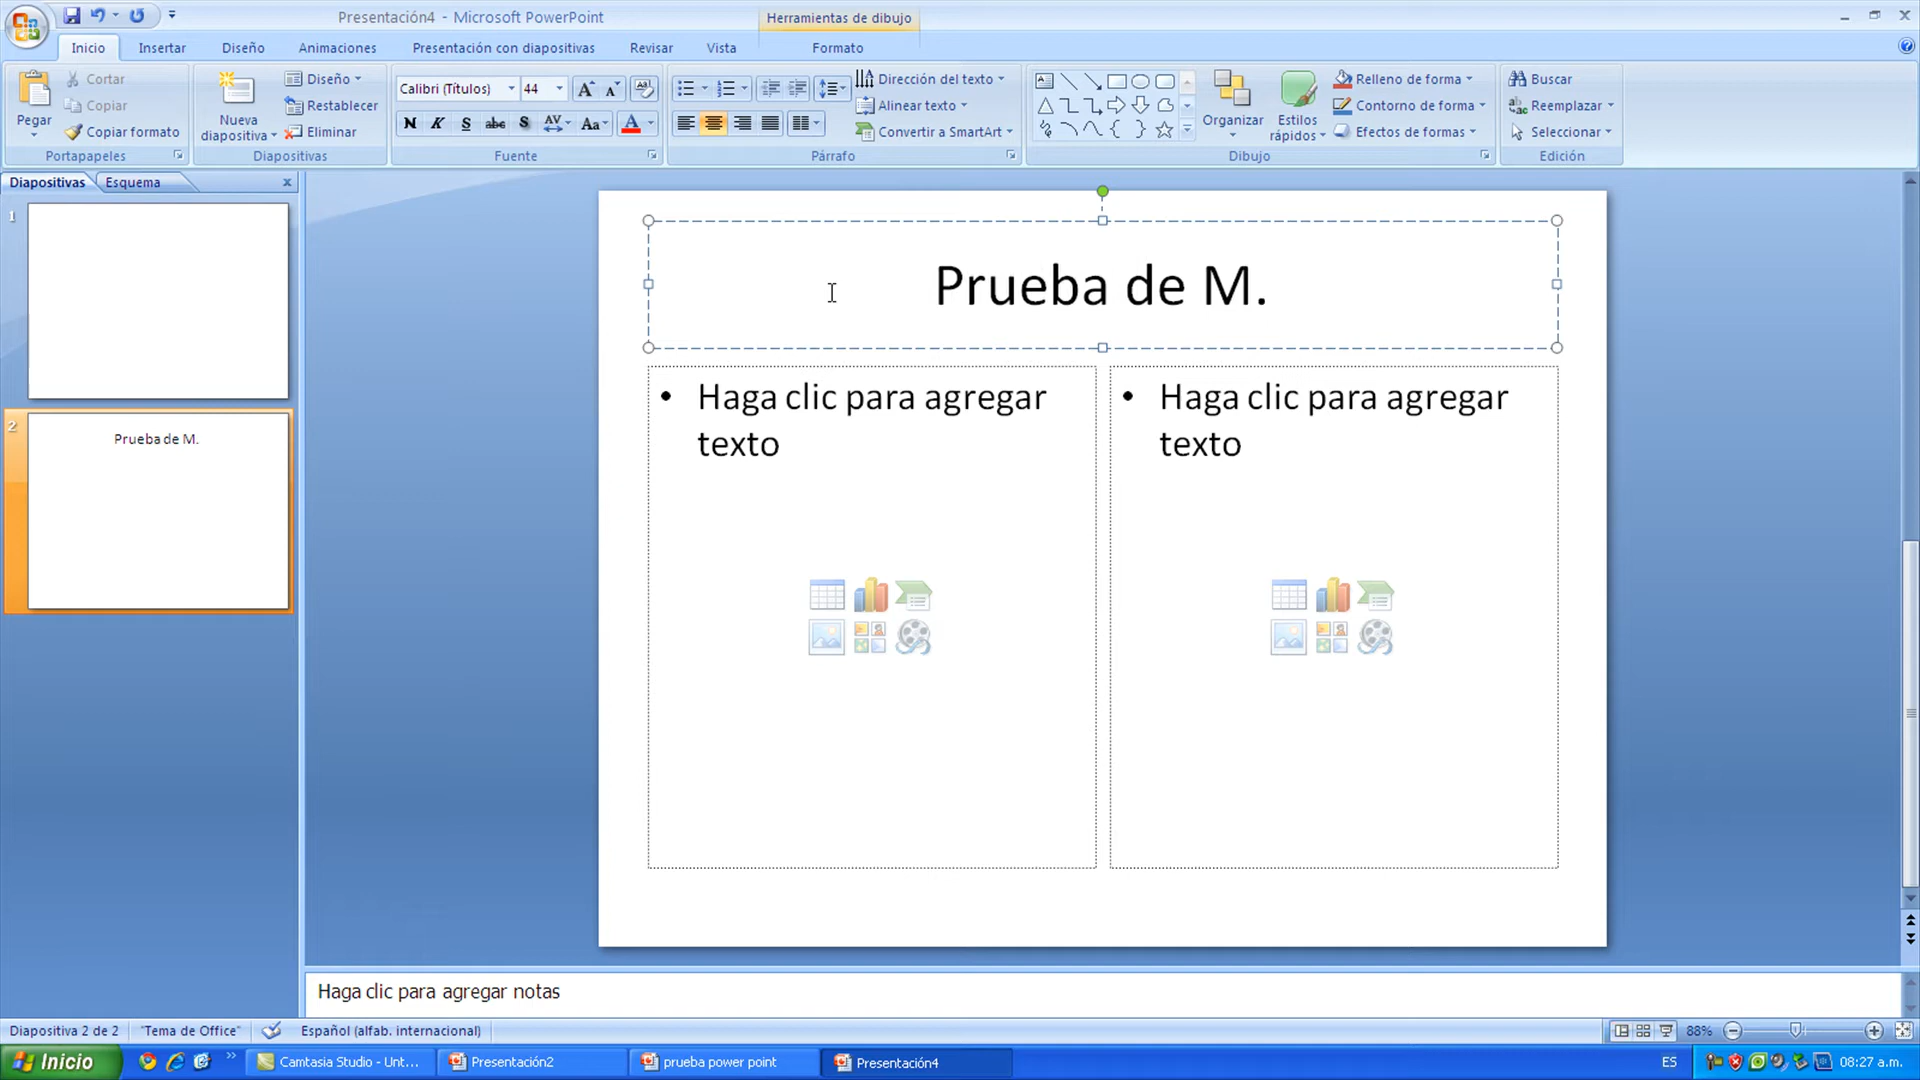 Presentación4 - Microsoft PowerPoint
Herramientas de dibujo
Inicio
Insertar
Diseño
Animaciones
Presentación con diapositivas
Revisar
Vista
Formato
Pegar
Cortar
Copiar
Copiar formato
Portapapeles
Nueva diapositiva
Diseño
Restablecer
Eliminar
Diapositivas
Calibri (Títulos)
44
N K S abc S AV Aa A
Fuente
Dirección del texto
Alinear texto
Convertir a SmartArt
Párrafo
Organizar
Estilos rápidos
Relleno de forma
Contorno de forma
Efectos de formas
Dibujo
Buscar
Reemplazar
Seleccionar
Edición
Diapositivas
Esquema
1
2
Prueba de M.
Prueba de M.
• Haga clic para agregar
texto
• Haga clic para agregar
texto
Haga clic para agregar notas
Diapositiva 2 de 2
"Tema de Office"
Español (alfab. internacional)
88%
Inicio
Camtasia Studio - Unt...
Presentación2
prueba power point
Presentación4
ES
08:27 a.m.